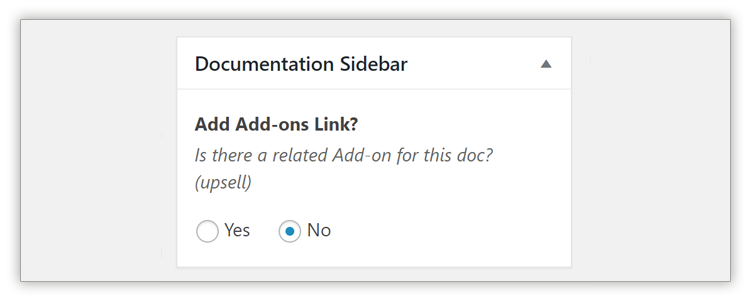 Documentation Sidebar
Add Add-ons Link?
Is there a related Add-on for this doc?
(upsell)
Yes No